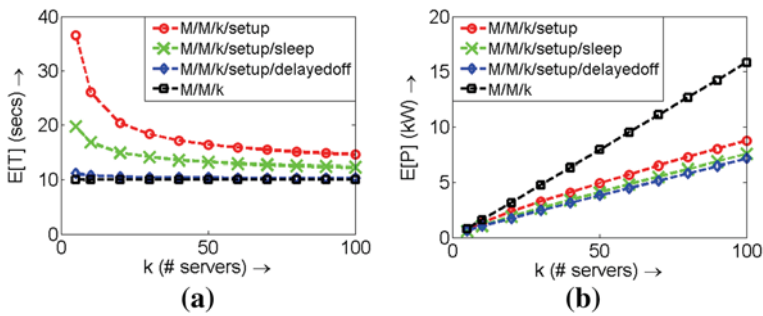 40
30
20
10
0
E[T] (secs) →
M/M/k/setup
M/M/k/setup/sleep
M/M/k/setup/delayedoff
M/M/k
0
50
100
k (# servers) →
(a)
20
15
10
5
0
E[P] (kW) →
M/M/k/setup
M/M/k/setup/sleep
M/M/k/setup/delayedoff
M/M/k
0
50
100
k (# servers) →
(b)